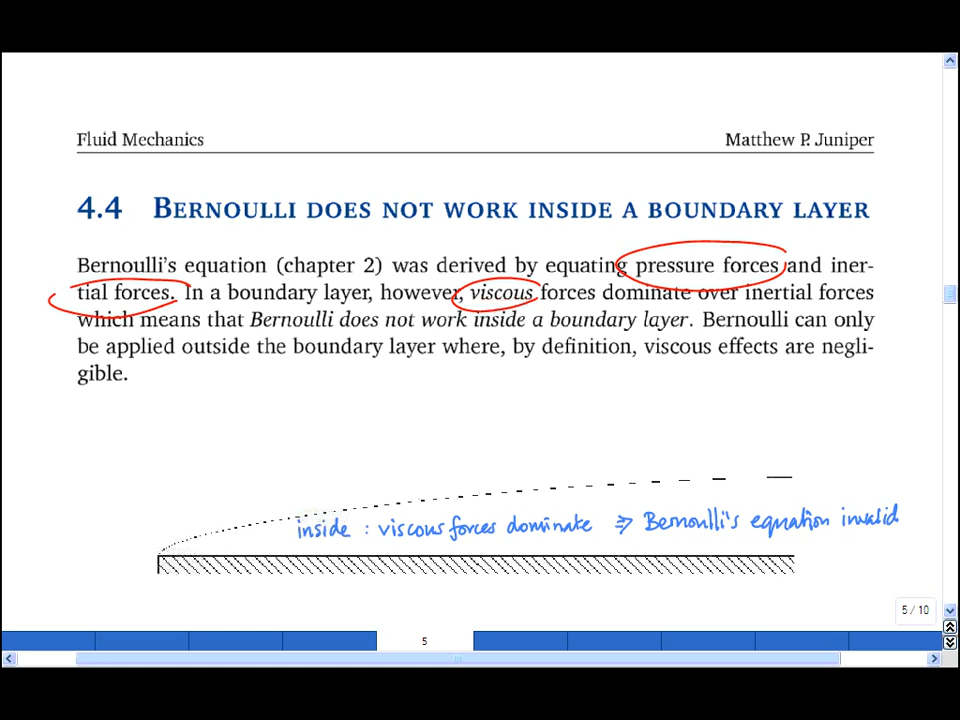 Fluid Mechanics Matthew P. Juniper
4.4 BERNOULLI DOES NOT WORK INSIDE A BOUNDARY LAYER
Bernoulli's equation (chapter 2) was derived by equating pressure forces and iner-
tial forces. In a boundary layer, however, viscous forces dominate over inertial forces
which means that Bernoulli does not work inside a boundary layer. Bernoulli can only
be applied outside the boundary layer where, by definition, viscous effects are negli-
gible.
inside : viscous forces dominate ⇒ Bernoulli's equation invalid
5 / 10
5